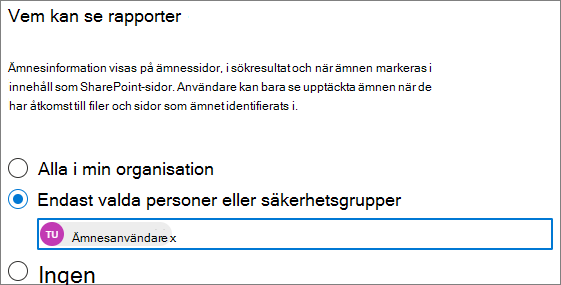 Vem kan se rapporter
Ämnesinformation visas på ämnessidor, i sökresultat och när ämnen markeras i
innehåll som SharePoint-sidor. Användare kan bara se upptäckta ämnen när de
har åtkomst till filer och sidor som ämnet identifierats i.
Alla i min organisation
Endast valda personer eller säkerhetsgrupper
TU Ämnesanvändare x
Ingen